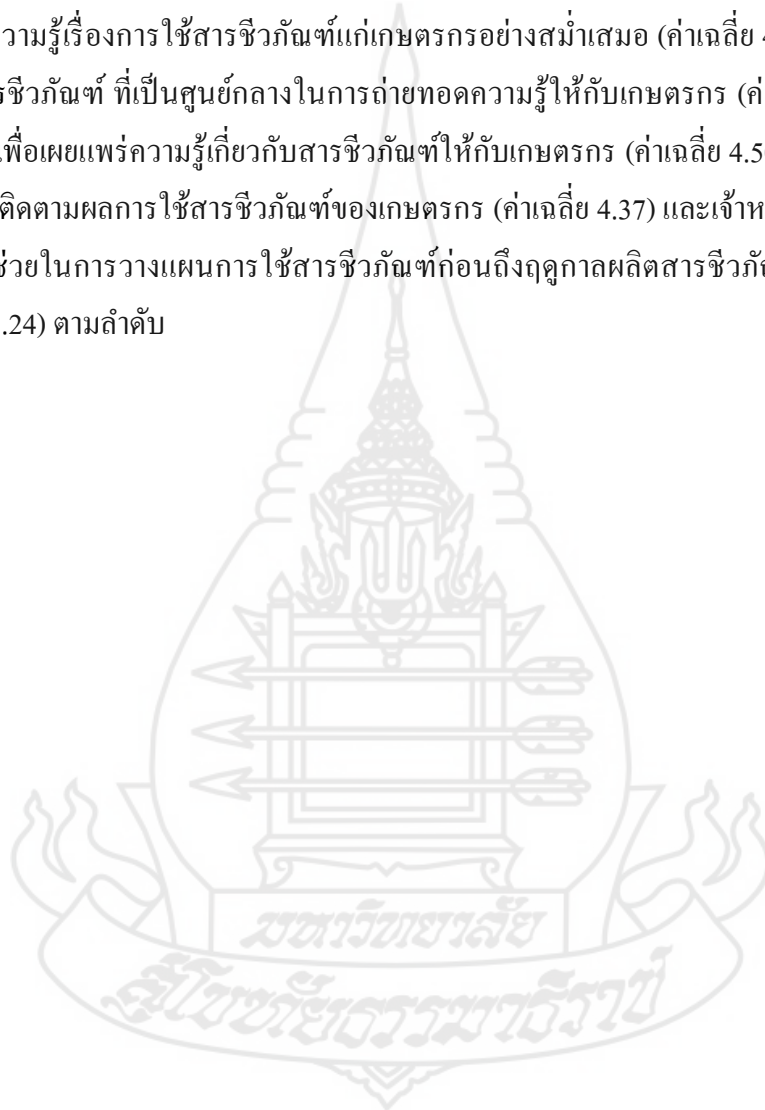 วามรู้เรื่องการใช้สารชีวภัณฑ์แก่เกษตรกรอย่างสม่ำเสมอ (ค่าเฉลี่ย 4
รชีวภัณฑ์ ที่เป็นศูนย์กลางในการถ่ายทอดความรู้ให้กับเกษตรกร (ค่
เพื่อเผยแพร่ความรู้เกี่ยวกับสารชีวภัณฑ์ให้กับเกษตรกร (ค่าเฉลี่ย 4.5
ติดตามผลการใช้สารชีวภัณฑ์ของเกษตรกร (ค่าเฉลี่ย 4.37) และเจ้าห
ช่วยในการวางแผนการใช้สารชีวภัณฑ์ก่อนถึงฤดูกาลผลิตสารชีวภัณ
.24) ตามลำดับ
มหาวิทยาลัย
สุโขทัยธรรมาธิราช